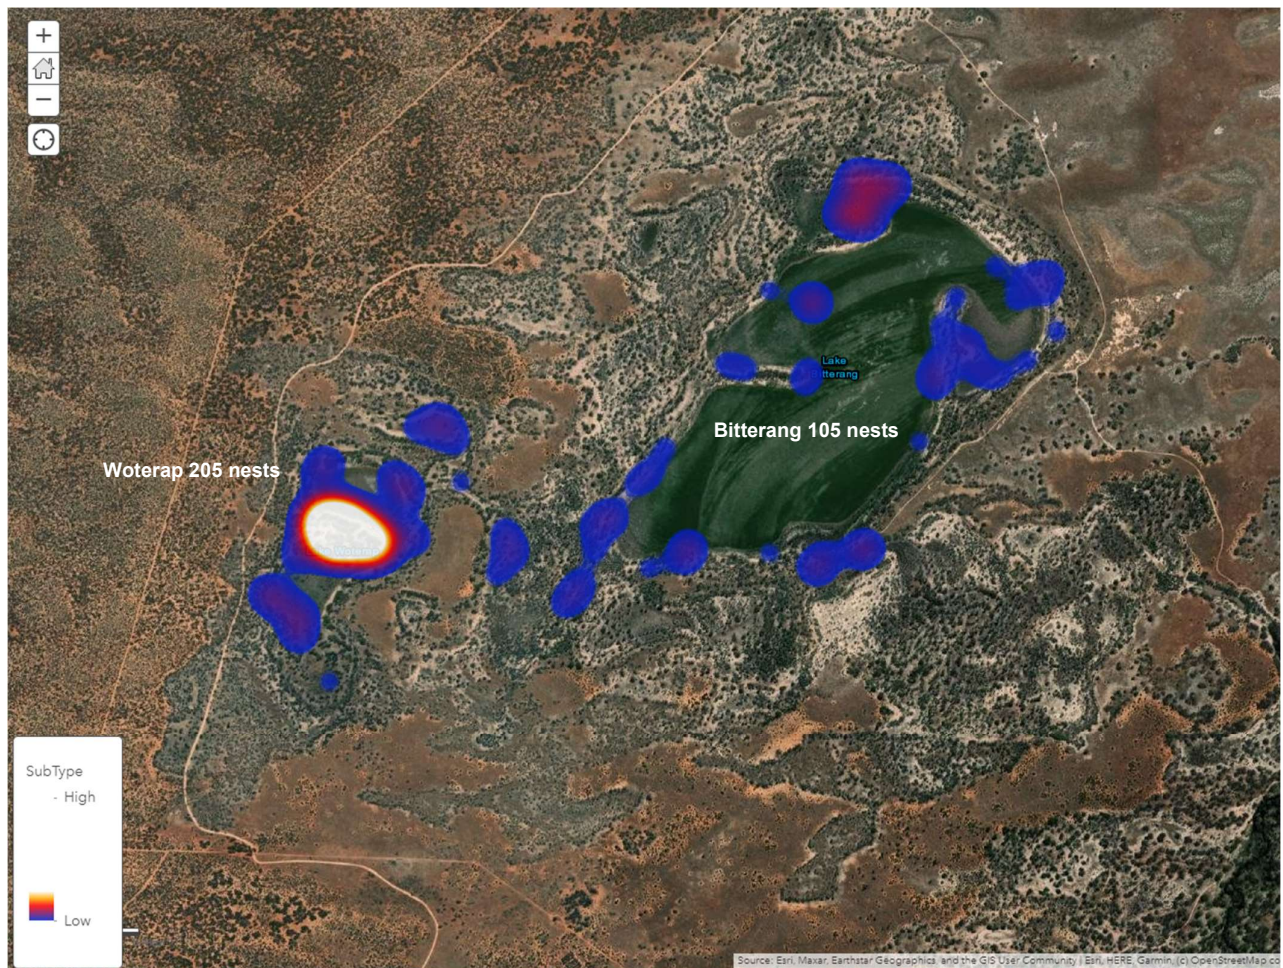 Lake
tterang
Bitterang 105 nests
Woterap 205 nests
SubType
- High
- Low
Source: Esri, Maxar, Earthstar Geographics, and the GIS User Community | Esri, HERE, Garmin, (c) OpenStreetMap co